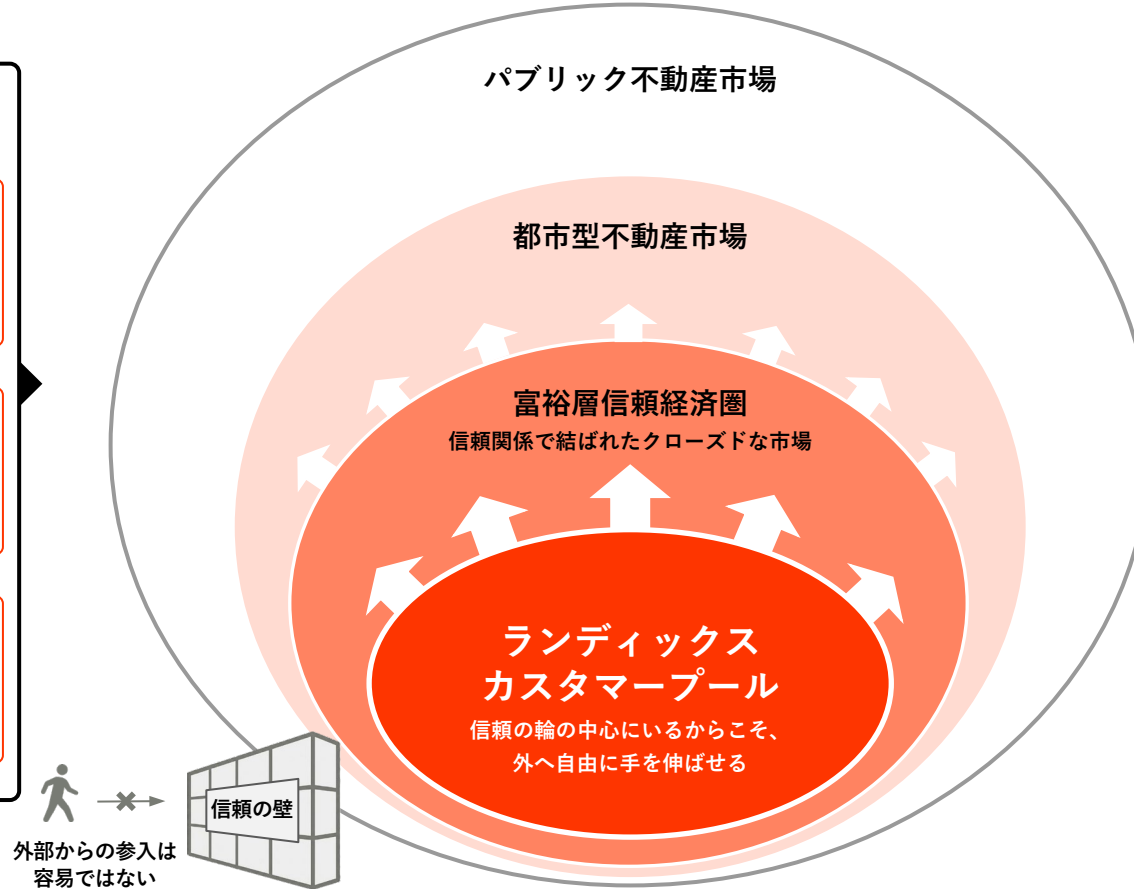 パブリック不動産市場
都市型不動産市場
富裕層信頼経済圏
信頼関係で結ばれたクローズドな市場
ランディックス
カスタマープール
信頼の輪の中心にいるからこそ、
外へ自由に手を伸ばせる
信頼の壁
外部からの参入は
容易ではない